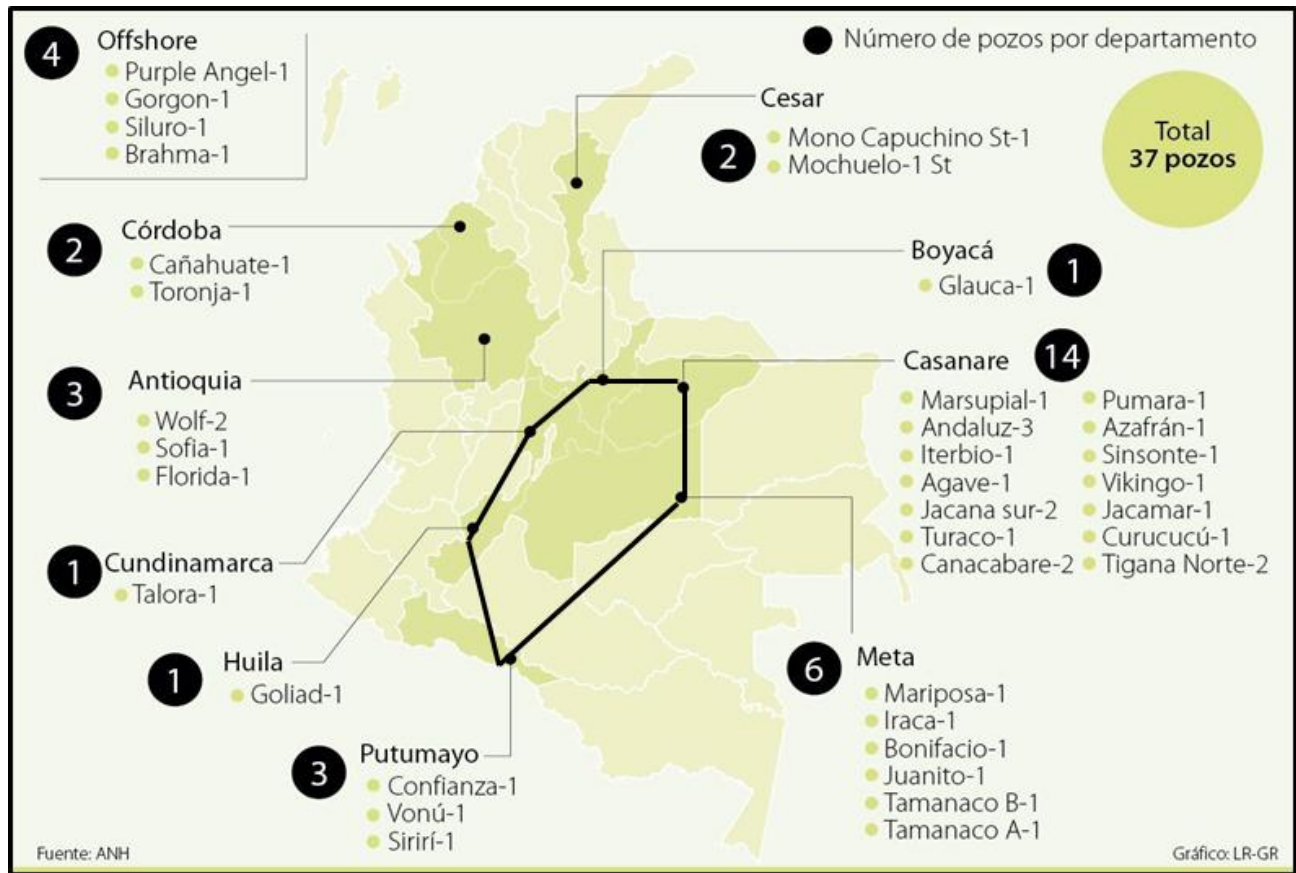 4
Offshore
Purple Angel-1
Gorgon-1
Siluro-1
Brahma-1
Número de pozos por departamento
Total
37 pozos
Cesar
2
Mono Capuchino St-1
Mochuelo-1 St
Córdoba
2
Cañahuate-1
Toronja-1
Boyacá
1
Glauca-1
Antioquia
3
Wolf-2
Sofia-1
Florida-1
Casanare
14
Marsupial-1
Andaluz-3
Iterbio-1
Agave-1
Jacana sur-2
Turaco-1
Canacabare-2
Pumara-1
Azafrán-1
Sinsonte-1
Vikingo-1
Jacamar-1
Curucucú-1
Tigana Norte-2
Cundinamarca
1
Talora-1
Huila
1
Goliad-1
Putumayo
3
Confianza-1
Vonú-1
Sirirí-1
Meta
6
Mariposa-1
Iraca-1
Bonifacio-1
Juanito-1
Tamanaco B-1
Tamanaco A-1
Fuente: ANH
Gráfico: LR-GR